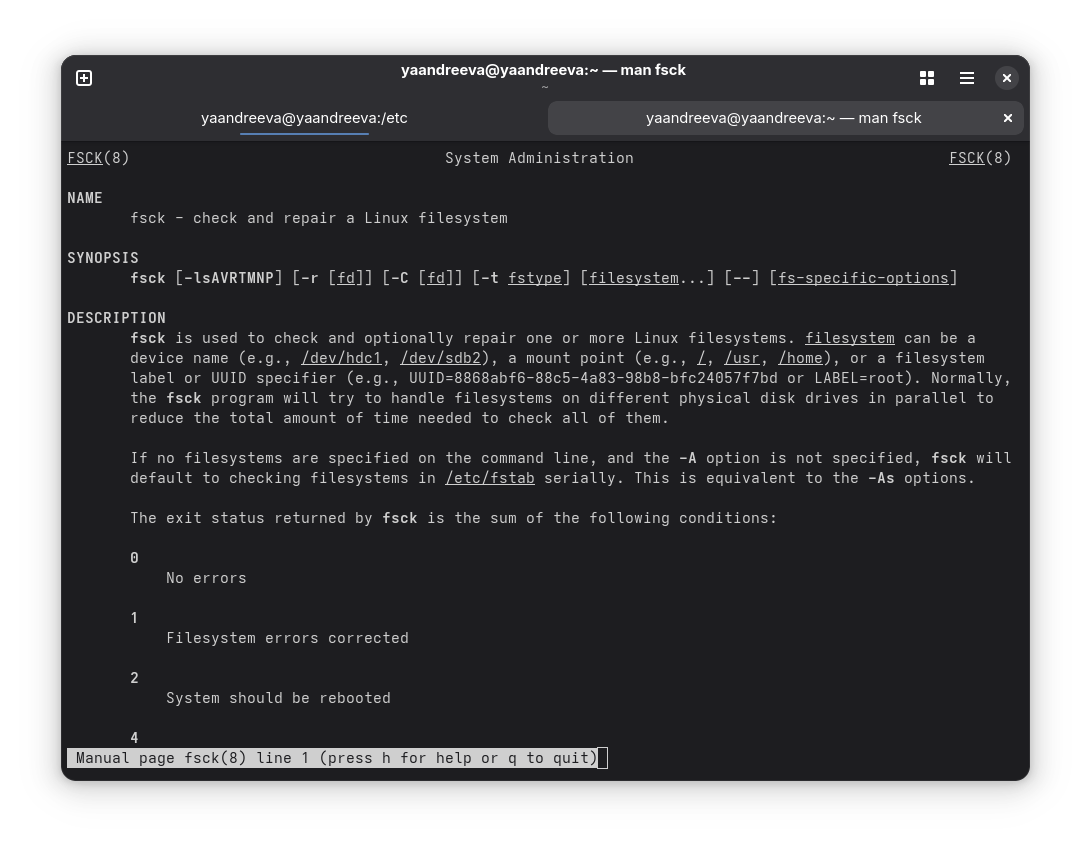 yaandreeva@yaandreeva:~ — man fsck
~
yaandreeva@yaandreeva:/etc
yaandreeva@yaandreeva:~ — man fsck
FSCK(8) System Administration FSCK(8)
NAME
fsck - check and repair a Linux filesystem
SYNOPSIS
fsck [-lsAVRTMNP] [-r [fd]] [-C [fd]] [-t fstype] [filesystem...] [--] [fs-specific-options]
DESCRIPTION
fsck is used to check and optionally repair one or more Linux filesystems. filesystem can be a
device name (e.g., /dev/hdc1, /dev/sdb2), a mount point (e.g., /, /usr, /home), or a filesystem
label or UUID specifier (e.g., UUID=8868abf6-88c5-4a83-98b8-bfc24057f7bd or LABEL=root). Normally,
the fsck program will try to handle filesystems on different physical disk drives in parallel to
reduce the total amount of time needed to check all of them.
If no filesystems are specified on the command line, and the -A option is not specified, fsck will
default to checking filesystems in /etc/fstab serially. This is equivalent to the -As options.
The exit status returned by fsck is the sum of the following conditions:
0
No errors
1
Filesystem errors corrected
2
System should be rebooted
4
Manual page fsck(8) line 1 (press h for help or q to quit)